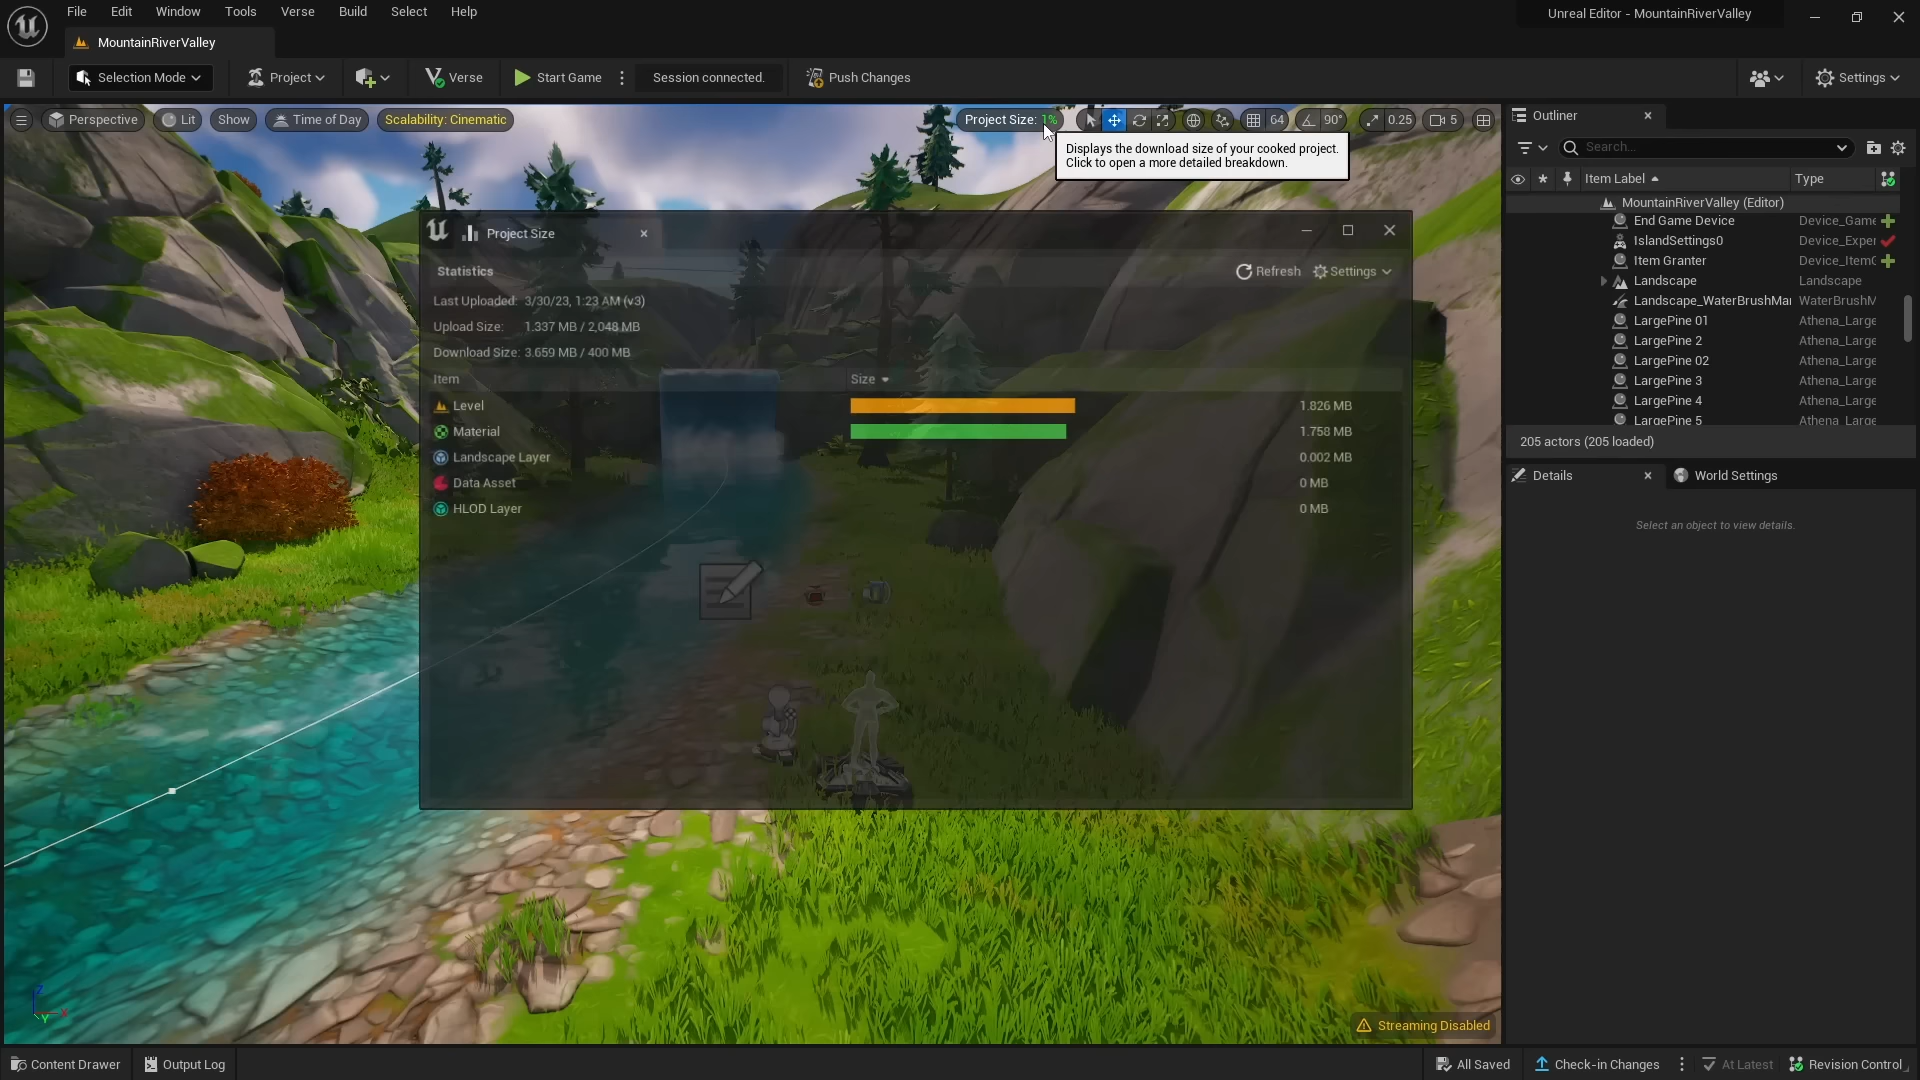 File Edit Window Tools Verse Build Select Help
Unreal Editor - MountainRiverValley
MountainRiverValley
Selection Mode Project Verse Start Game Session connected. Push Changes Settings
Perspective Lit Show Time of Day Scalability: Cinematic Project Size: 1% 64 90° 0.25 5
Displays the download size of your cooked project.
Click to open a more detailed breakdown.
Project Size
Statistics Refresh Settings
Last Uploaded: 3/30/23, 1:23 AM (v3)
Upload Size: 1.337 MB / 2,048 MB
Download Size: 3.659 MB / 400 MB
Item Size
Level 1.826 MB
Material 1.758 MB
Landscape Layer 0.002 MB
Data Asset 0 MB
HLOD Layer 0 MB
Z
Y
X
Streaming Disabled
Outliner
Search...
Item Label Type
MountainRiverValley (Editor)
End Game Device Device_Game
IslandSettings0 Device_Exper
Item Granter Device_ItemG
Landscape Landscape
Landscape_WaterBrushMan WaterBrushM
LargePine 01 Athena_Large
LargePine 2 Athena_Large
LargePine 02 Athena_Large
LargePine 3 Athena_Large
LargePine 4 Athena_Large
LargePine 5 Athena_Large
205 actors (205 loaded)
Details World Settings
Select an object to view details.
Content Drawer Output Log All Saved Check-in Changes At Latest Revision Control